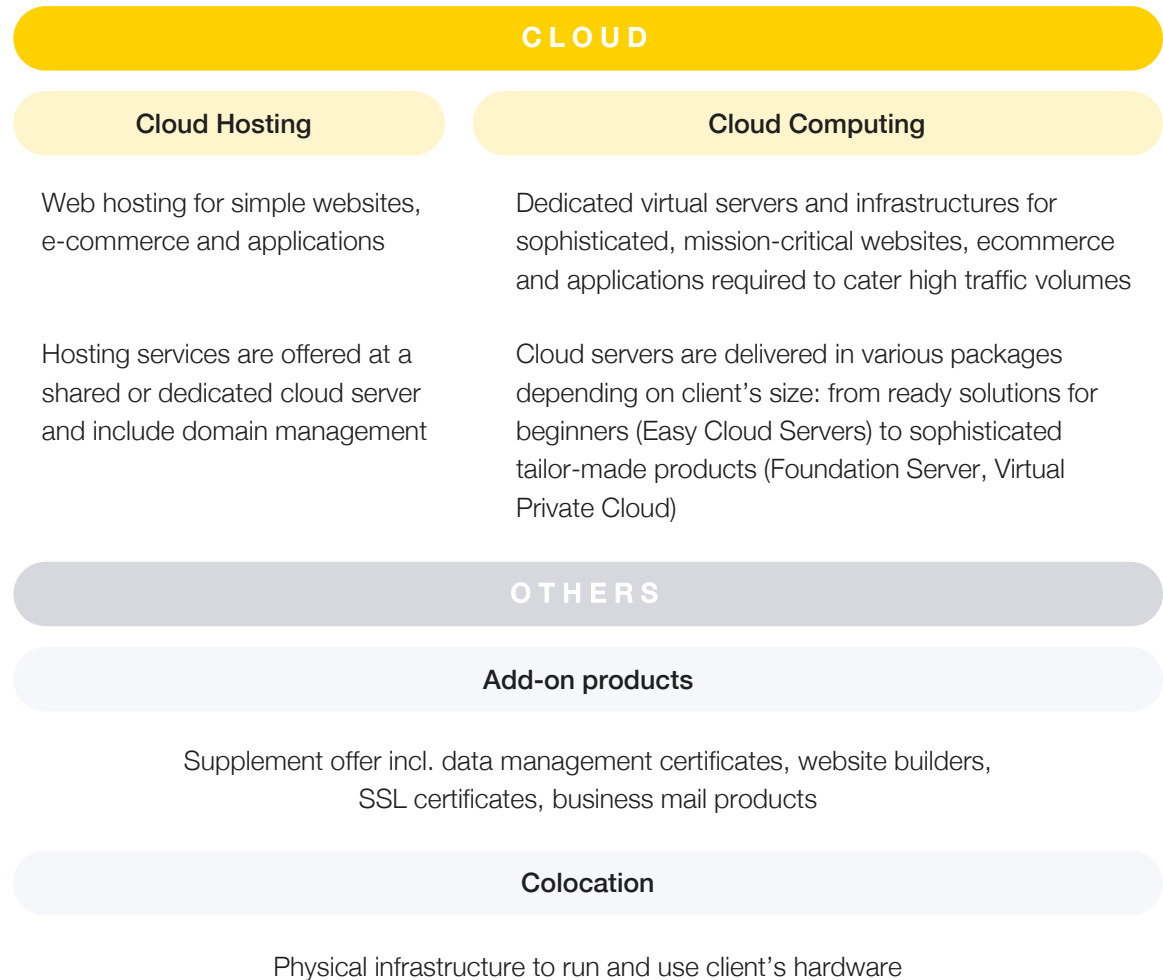 CLOUD
Cloud Hosting
Web hosting for simple websites,
e-commerce and applications
Hosting services are offered at a
shared or dedicated cloud server
and include domain management
Cloud Computing
Dedicated virtual servers and infrastructures for
sophisticated, mission-critical websites, ecommerce
and applications required to cater high traffic volumes
Cloud servers are delivered in various packages
depending on client's size: from ready solutions for
beginners (Easy Cloud Servers) to sophisticated
tailor-made products (Foundation Server, Virtual
Private Cloud)
OTHERS
Add-on products
Supplement offer incl. data management certificates, website builders,
SSL certificates, business mail products
Colocation
Physical infrastructure to run and use client's hardware